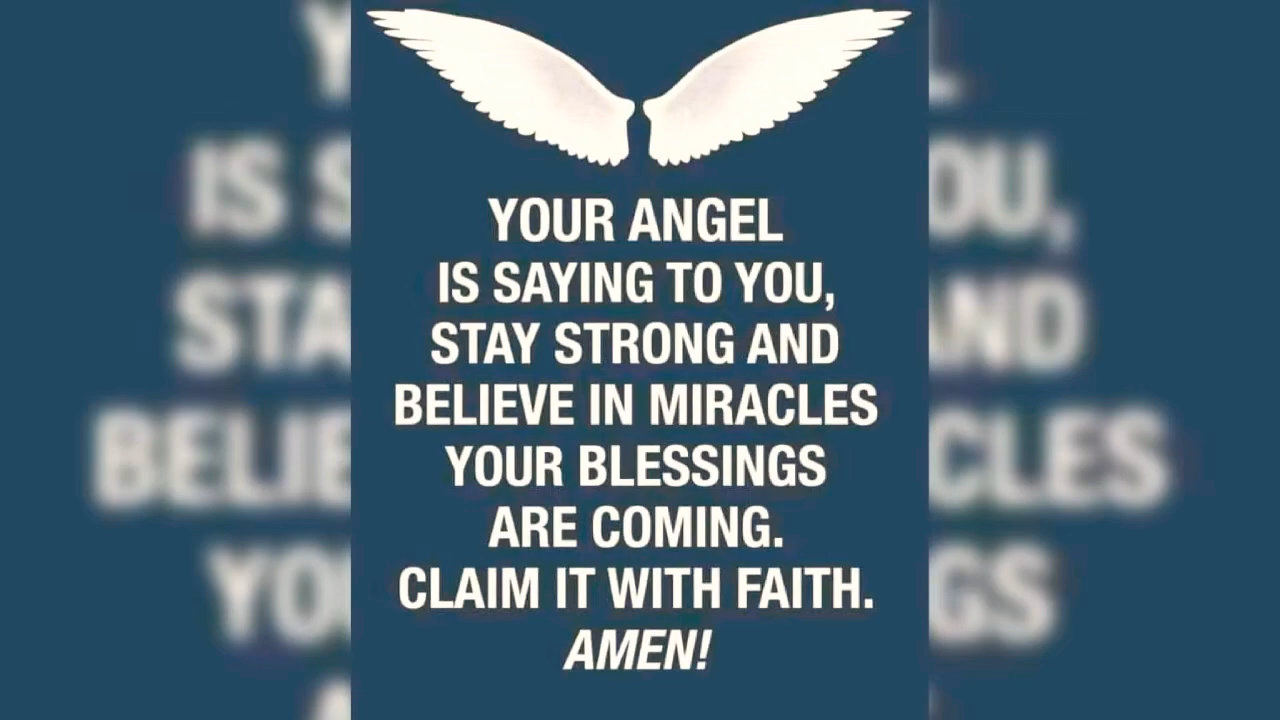 YOUR ANGEL
IS SAYING TO YOU,
STAY STRONG AND
BELIEVE IN MIRACLES
YOUR BLESSINGS
ARE COMING.
CLAIM IT WITH FAITH.
AMEN!